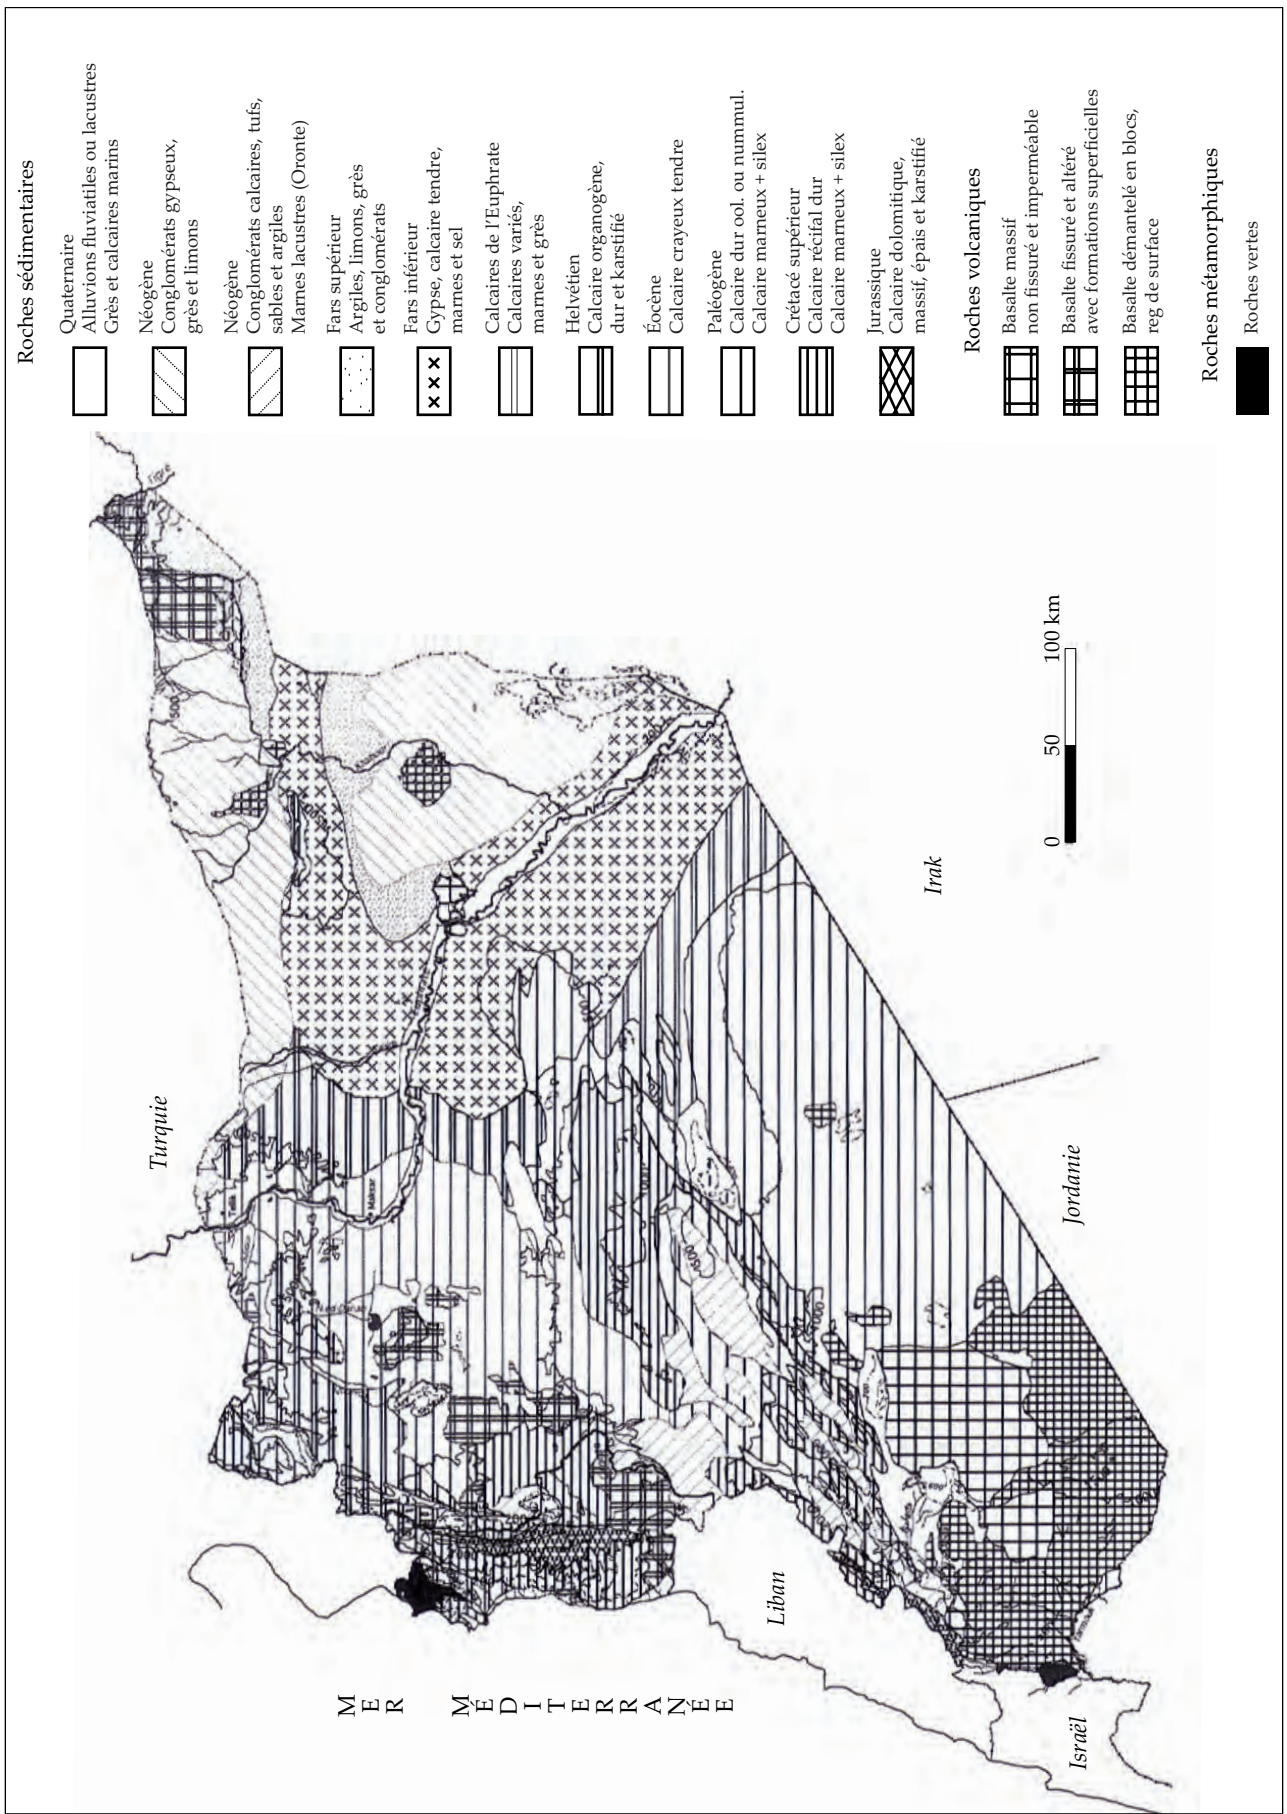 Roches sédimentaires
Quaternaire
Alluvions fluviatiles ou lacustres
Grès et calcaires marins
Néogène
Conglomérats gypseux,
grès et limons
Néogène
Conglomérats calcaires, tufs,
sables et argiles
Marnes lacustres (Oronte)
Fars supérieur
Argiles, limons, grès
et conglomérats
Fars inférieur
Gypse, calcaire tendre,
marnes et sel
Calcaires de l'Euphrate
Calcaires variés,
marnes et grès
Helvétien
Calcaire organogène,
dur et karstifié
Éocène
Calcaire crayeux tendre
Paléogène
Calcaire dur ool. ou nummul.
Calcaire marneux + silex
Crétacé supérieur
Calcaire récifal dur
Calcaire marneux + silex
Jurassique
Calcaire dolomitique,
massif, épais et karstifié
Roches volcaniques
Basalte massif
non fissuré et imperméable
Basalte fissuré et altéré
avec formations superficielles
Basalte démantelé en blocs,
reg de surface
Roches métamorphiques
Roches vertes
Turquie
Tigre
500
200
1000
500
1000
Irak
Jordanie
Liban
Israël
MER
MÉDITERRANÉE
0 50 100 km